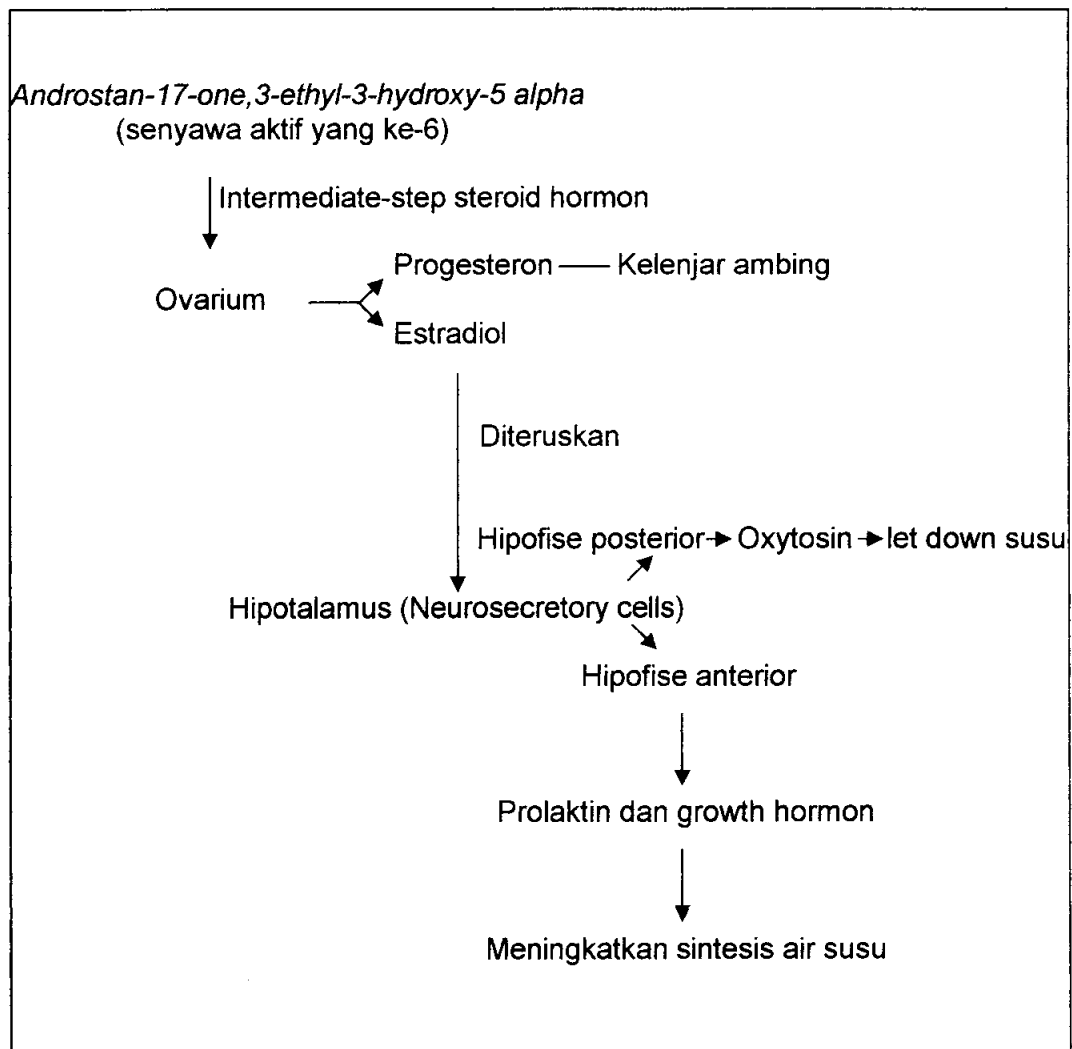 Androstan-17-one,3-ethyl-3-hydroxy-5 alpha
(senyawa aktif yang ke-6)
Intermediate-step steroid hormon
Progesteron — Kelenjar ambing
Ovarium
Estradiol
Diteruskan
Hipofise posterior → Oxytosin → let down susu
Hipotalamus (Neurosecretory cells)
Hipofise anterior
Prolaktin dan growth hormon
Meningkatkan sintesis air susu